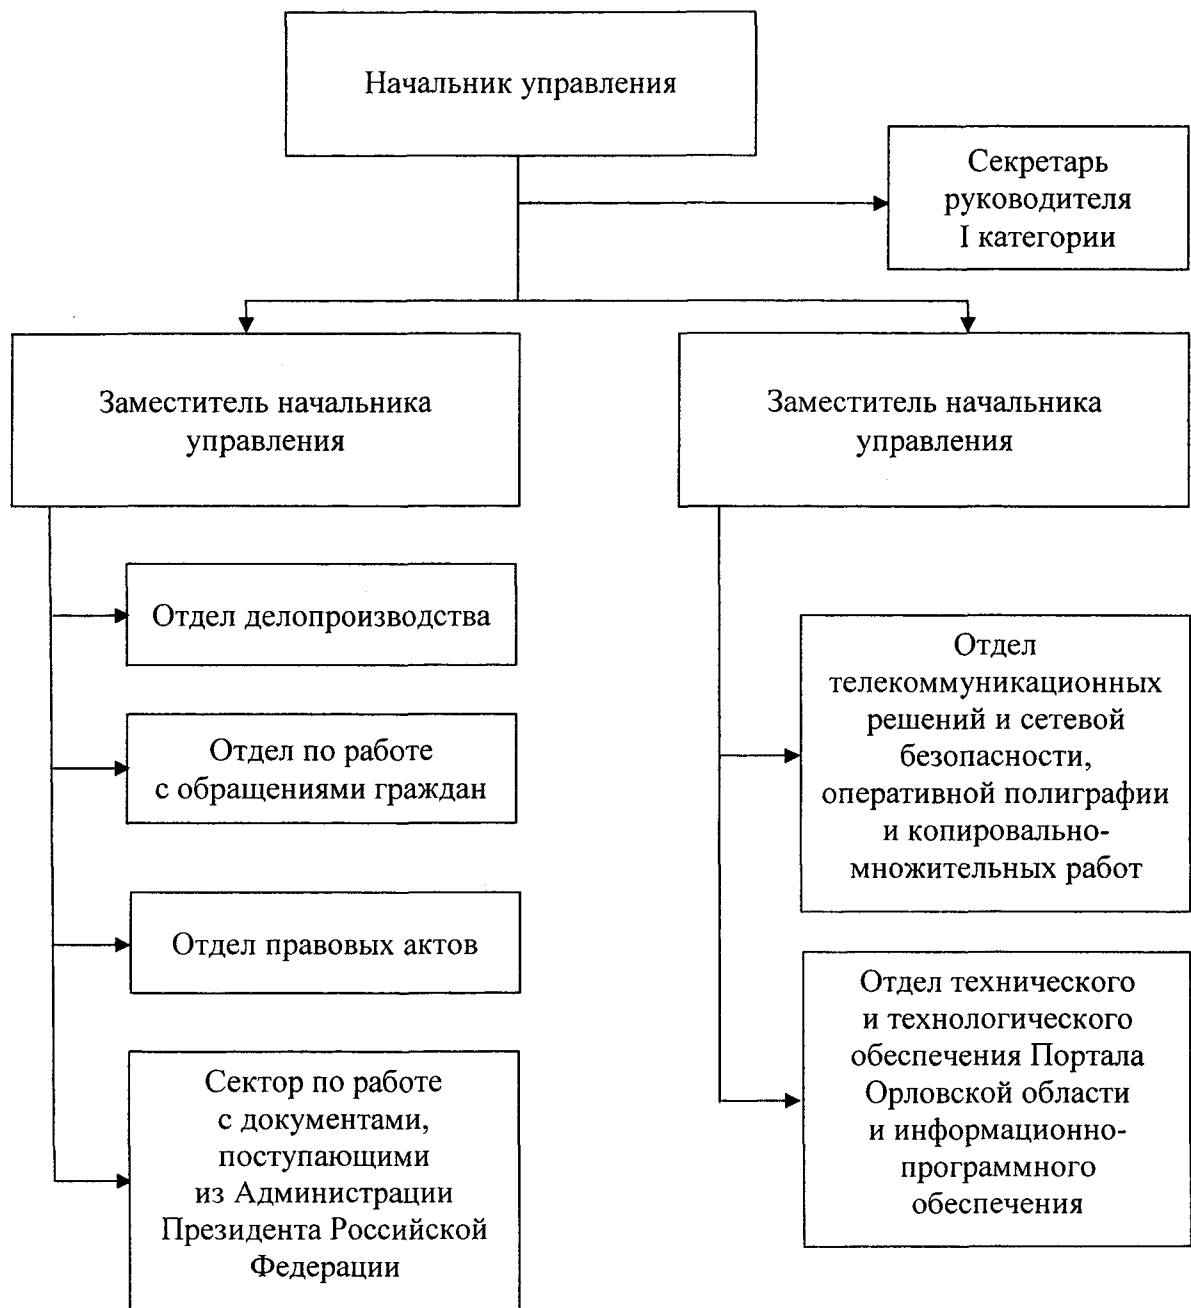 Начальник управления
Секретарь
руководителя
I категории
Заместитель начальника
управления
Заместитель начальника
управления
Отдел делопроизводства
Отдел по работе
с обращениями граждан
Отдел правовых актов
Сектор по работе
с документами,
поступающими
из Администрации
Президента Российской
Федерации
Отдел
телекоммуникационных
решений и сетевой
безопасности,
оперативной полиграфии
и копировально-
множительных работ
Отдел технического
и технологического
обеспечения Портала
Орловской области
и информационно-
программного
обеспечения